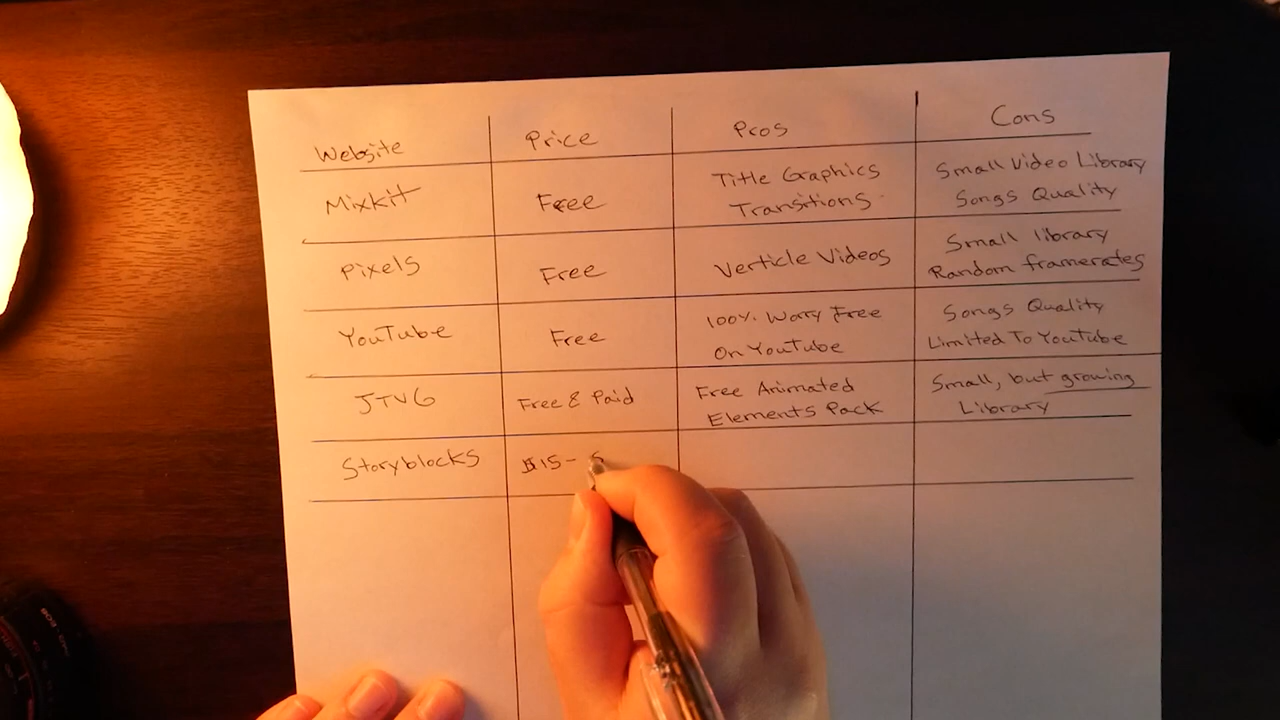 Website Price Pros Cons
Mixkit Free Title Graphics Small Video Library
Transitions Songs Quality
Pixels Free Verticle Videos Small library
Random framerates
YouTube Free 100% Worry Free Songs Quality
On YouTube Limited To YouTube
JTVG Free & Paid Free Animated Small, but growing
Elements Pack Library
Storyblocks $15-